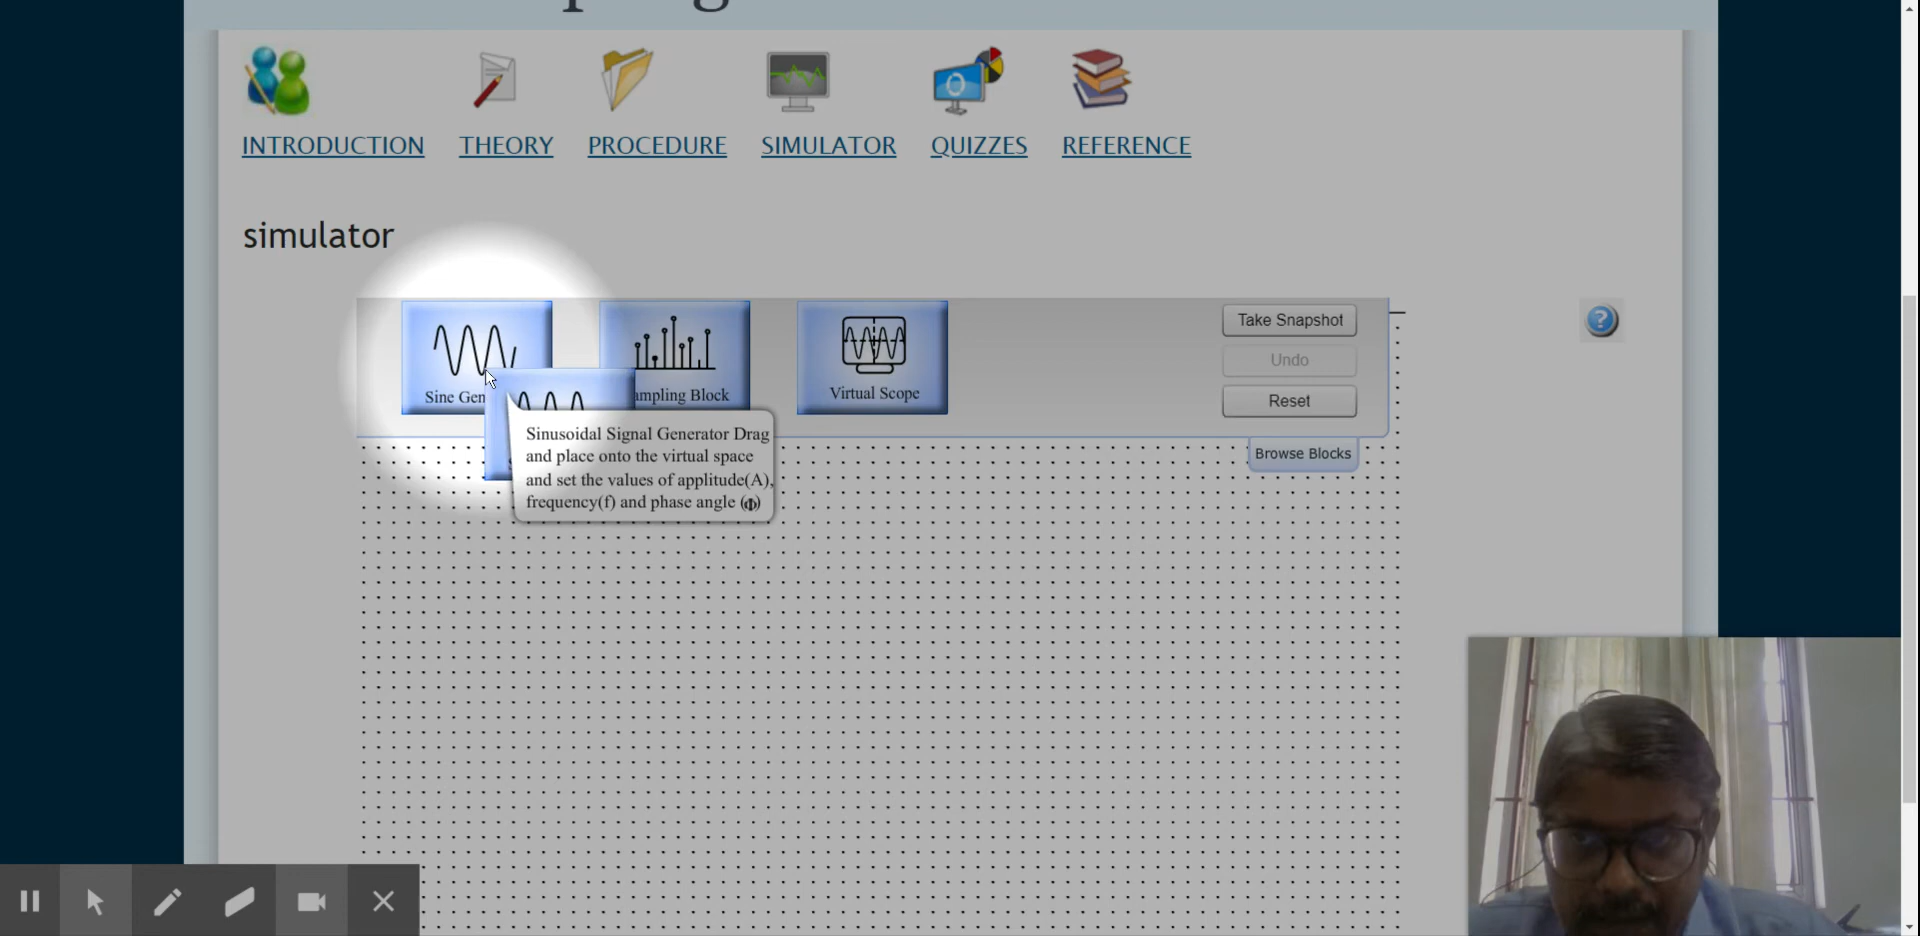 INTRODUCTION THEORY PROCEDURE SIMULATOR QUIZZES REFERENCE
simulator
Sine Gen
ampling Block
Virtual Scope
Take Snapshot
Undo
Reset
Browse Blocks
Sinusoidal Signal Generator Drag
and place onto the virtual space
and set the values of applitude(A),
frequency(f) and phase angle (Φ)